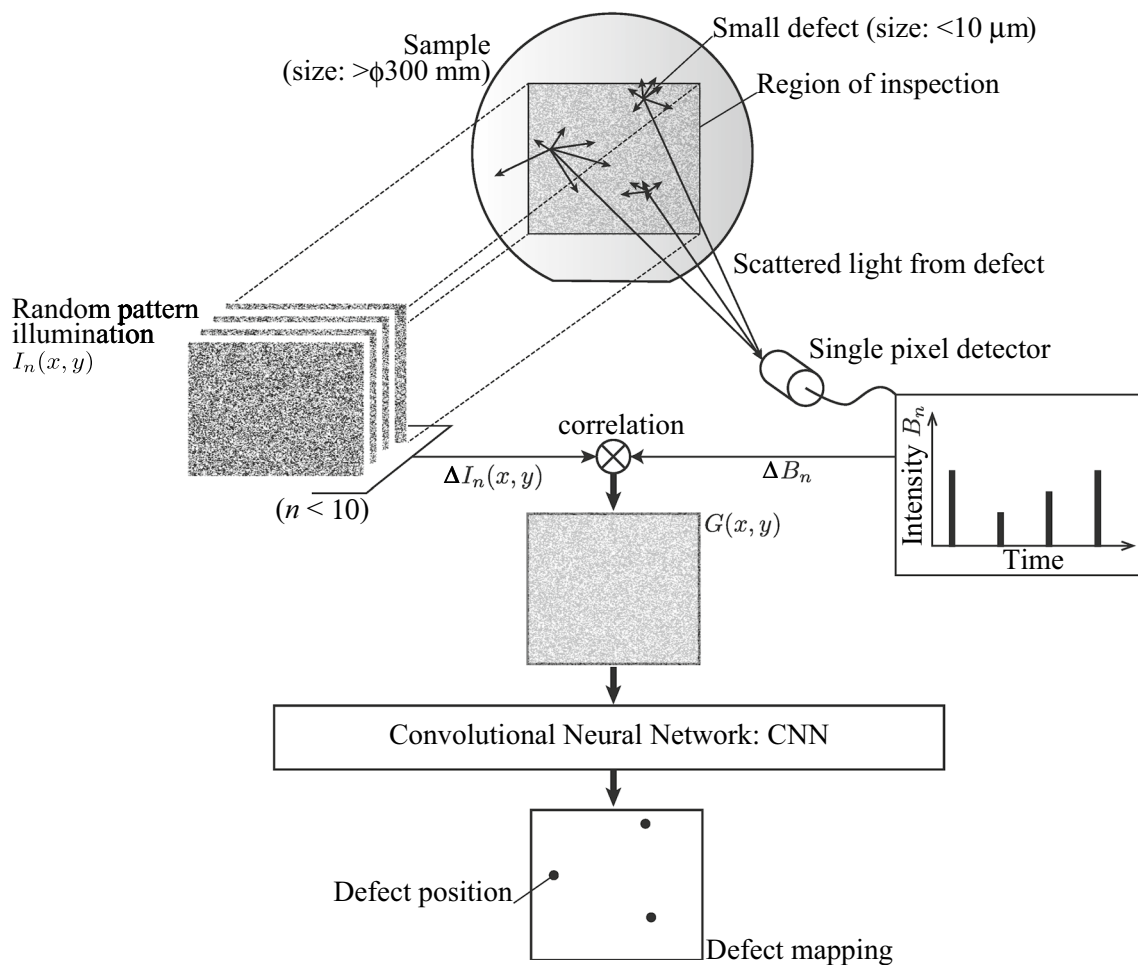 Sample
(size: >ϕ300 mm)
Small defect (size: <10 μm)
Region of inspection
Scattered light from defect
Random pattern
illumination
I_n(x, y)
Single pixel detector
correlation
ΔI_n(x, y)
ΔB_n
(n < 10)
G(x, y)
Intensity B_n
Time
Convolutional Neural Network: CNN
Defect position
Defect mapping